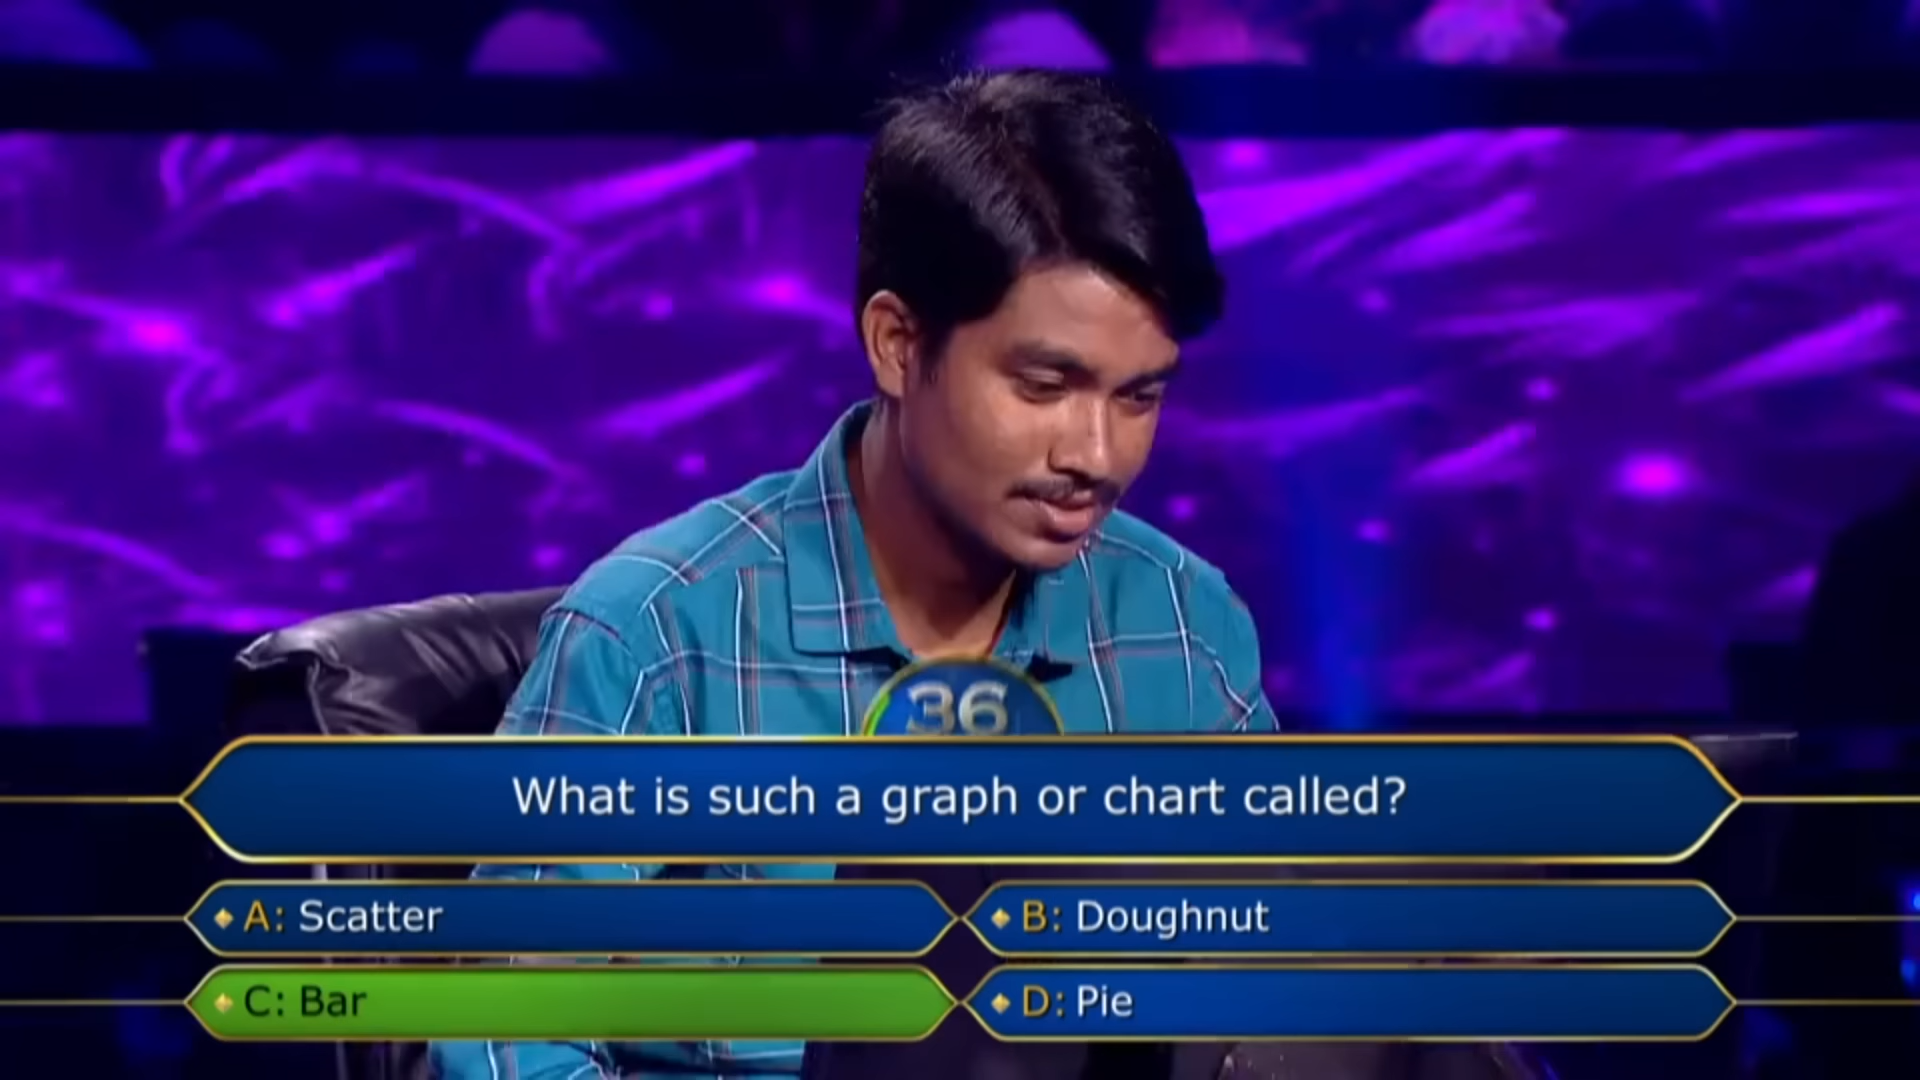 36
What is such a graph or chart called?
A: Scatter
B: Doughnut
C: Bar
D: Pie